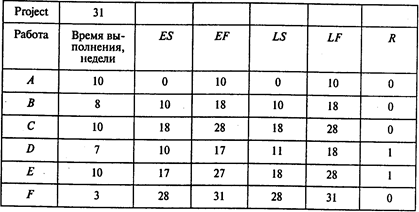 Project 31
Работа Время вы-полнения, недели ES EF LS LF R
A 10 0 10 0 10 0
B 8 10 18 10 18 0
C 10 18 28 18 28 0
D 7 10 17 11 18 1
E 10 17 27 18 28 1
F 3 28 31 28 31 0